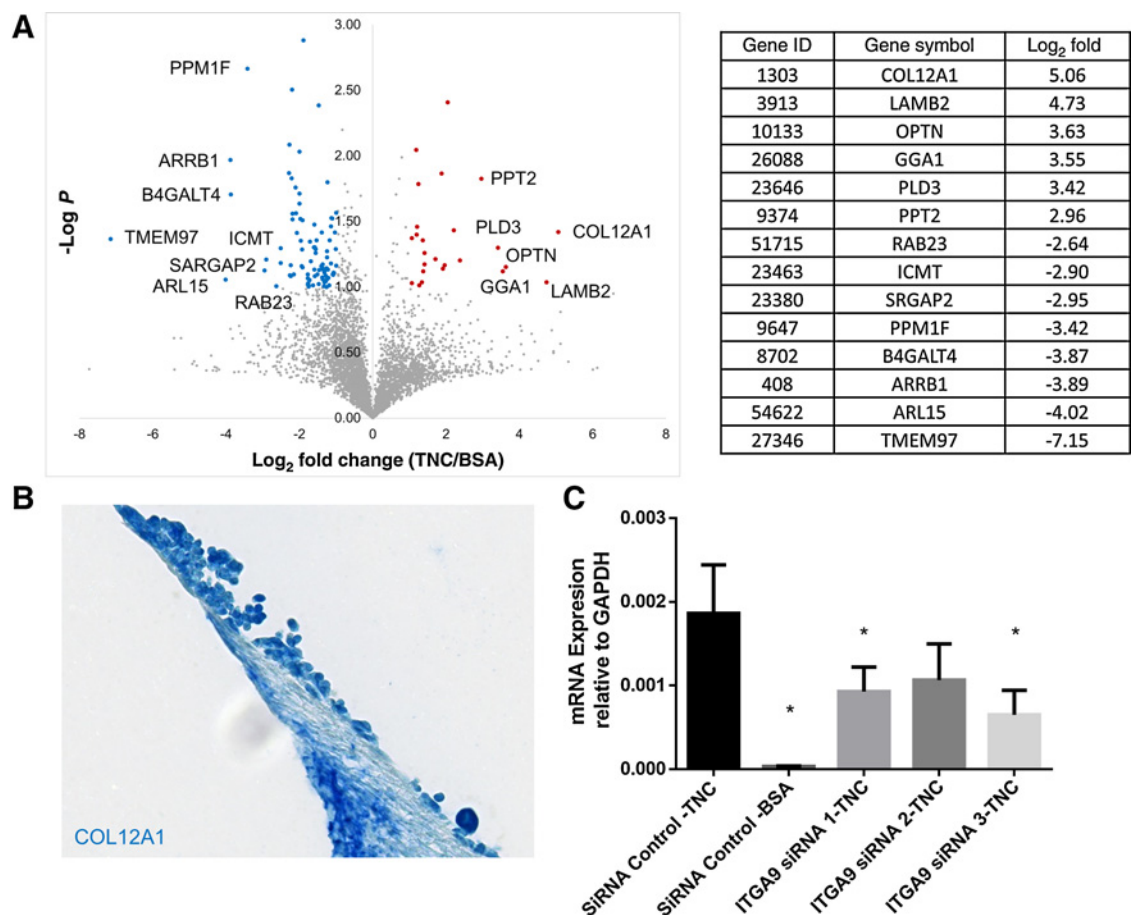 A
3.00
2.50
2.00
1.50
1.00
0.50
0.00
-Log P
PPM1F
ARRB1
B4GALT4
TMEM97
ICMT
SARGAP2
ARL15
RAB23
PPT2
PLD3
COL12A1
OPTN
GGA1
LAMB2
-8 -6 -4 -2 0 2 4 6 8
Log2 fold change (TNC/BSA)
Gene ID Gene symbol Log2 fold
1303 COL12A1 5.06
3913 LAMB2 4.73
10133 OPTN 3.63
26088 GGA1 3.55
23646 PLD3 3.42
9374 PPT2 2.96
51715 RAB23 -2.64
23463 ICMT -2.90
23380 SRGAP2 -2.95
9647 PPM1F -3.42
8702 B4GALT4 -3.87
408 ARRB1 -3.89
54622 ARL15 -4.02
27346 TMEM97 -7.15
B
COL12A1
C
mRNA Expresion
relative to GAPDH
0.003
0.002
0.001
0.000
*
*
*
SiRNA Control -TNC
SiRNA Control -BSA
ITGA9 siRNA 1-TNC
ITGA9 siRNA 2-TNC
ITGA9 siRNA 3-TNC